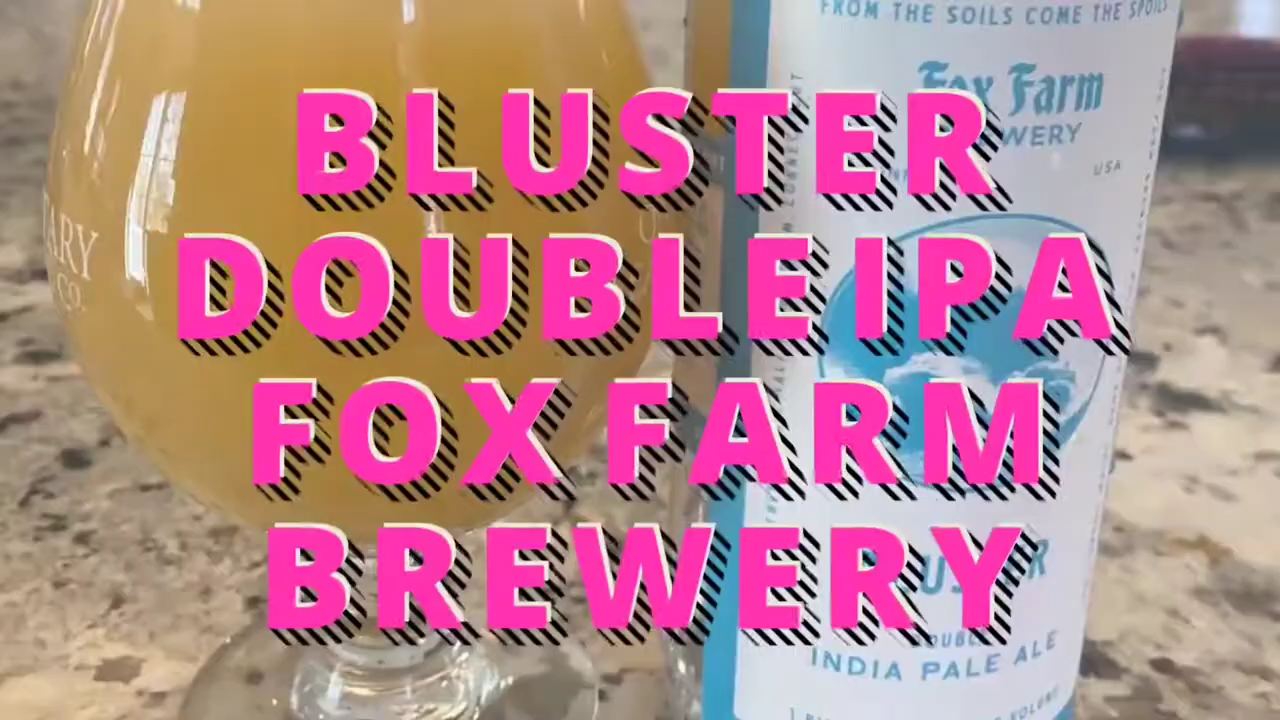 FROM THE SOILS COME THE SPOILS
Fox Farm
USA
BLUSTER
DOUBLE IPA
FOX FARM
BREWERY
INDIA PALE ALE